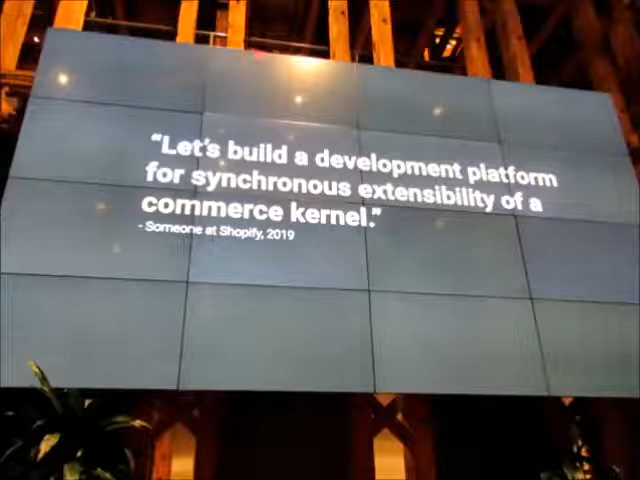 “Let’s build a development platform
for synchronous extensibility of a
commerce kernel.”
- Someone at Shopify, 2019